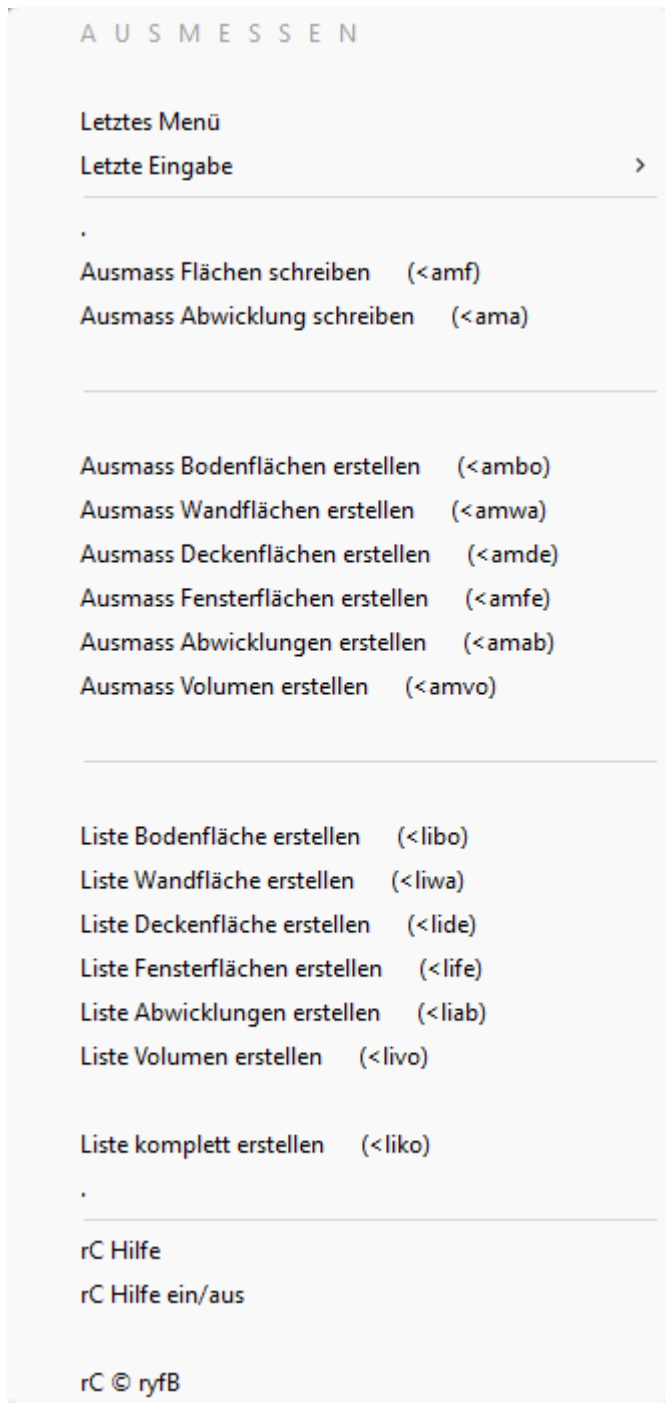 A U S M E S S E N
Letztes Menü
Letzte Eingabe >
.
Ausmass Flächen schreiben (<amf)
Ausmass Abwicklung schreiben (<ama)
Ausmass Bodenflächen erstellen (<ambo)
Ausmass Wandflächen erstellen (<amwa)
Ausmass Deckenflächen erstellen (<amde)
Ausmass Fensterflächen erstellen (<amfe)
Ausmass Abwicklungen erstellen (<amab)
Ausmass Volumen erstellen (<amvo)
Liste Bodenfläche erstellen (<libo)
Liste Wandfläche erstellen (<liwa)
Liste Deckenfläche erstellen (<lide)
Liste Fensterflächen erstellen (<life)
Liste Abwicklungen erstellen (<liab)
Liste Volumen erstellen (<livo)
Liste komplett erstellen (<liko)
.
rC Hilfe
rC Hilfe ein/aus
rC © ryfB